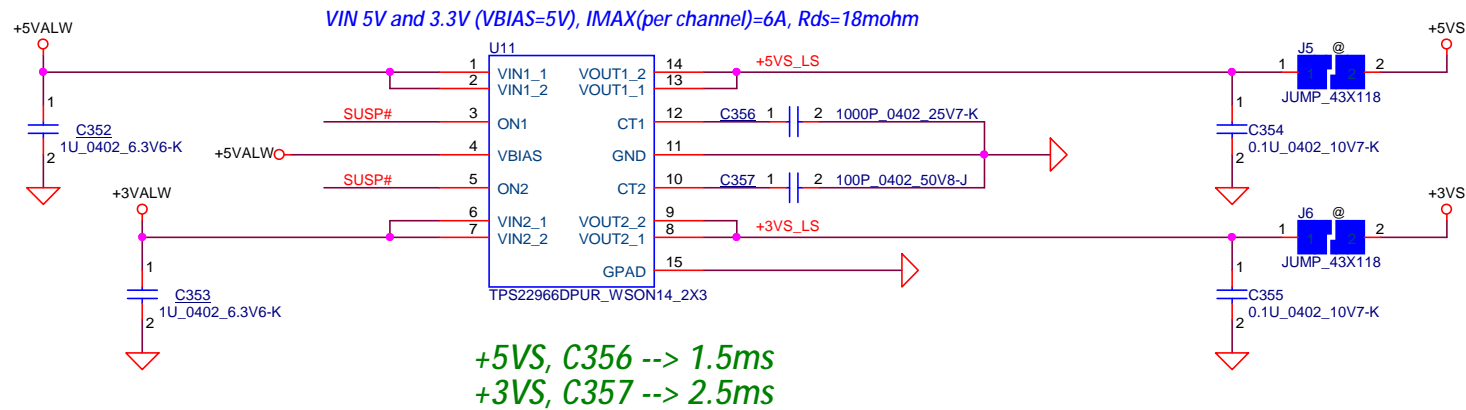 VIN 5V and 3.3V (VBIAS=5V), IMAX(per channel)=6A, Rds=18mohm
+5VALW
+5VS
U11
J5 @
1 VIN1_1 VOUT1_2 14 +5VS_LS
2 VIN1_2 VOUT1_1 13
1 1 2 2
JUMP_43X118
1
C352
1U_0402_6.3V6-K
2
SUSP# 3 ON1 CT1 12 C356 1 2 1000P_0402_25V7-K
1
C354
0.1U_0402_10V7-K
2
+5VALW 4 VBIAS GND 11
SUSP# 5 ON2 CT2 10 C357 1 2 100P_0402_50V8-J
+3VALW
+3VS
6 VIN2_1 VOUT2_2 9
7 VIN2_2 VOUT2_1 8 +3VS_LS
J6 @
1 1 2 2
JUMP_43X118
GPAD 15
1
C353
1U_0402_6.3V6-K
2
TPS22966DPUR_WSON14_2X3
1
C355
0.1U_0402_10V7-K
2
+5VS, C356 --> 1.5ms
+3VS, C357 --> 2.5ms